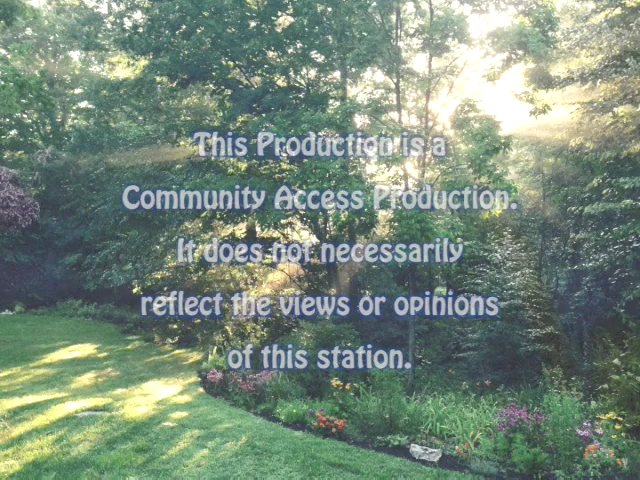 This Production is a
Community Access Production.
It does not necessarily
reflect the views or opinions
of this station.